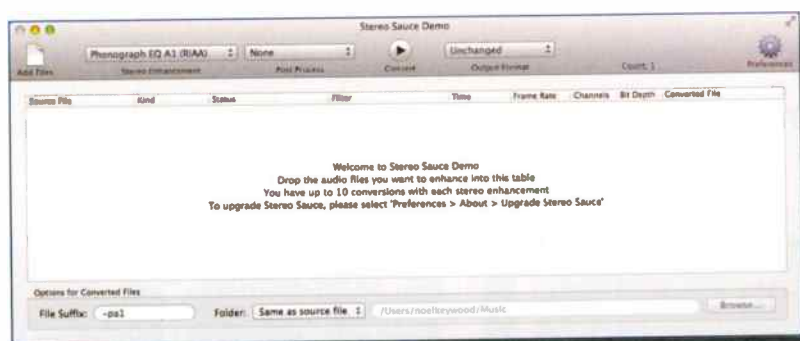 Stereo Sauce Demo
Phonograph EQ A1 (RIAA) None Unchanged
Add Files Stereo Enhancement Post Process Convert Output Format Count: 1 Preferences
Source File Kind Status Filter Time Frame Rate Channels Bit Depth Converted File
Welcome to Stereo Sauce Demo
Drop the audio files you want to enhance into this table
You have up to 10 conversions with each stereo enhancement
To upgrade Stereo Sauce, please select 'Preferences > About > Upgrade Stereo Sauce'
Options for Converted Files
File Suffix: -pa1 Folder: Same as source file /Users/noelkeywood/Music Browse...